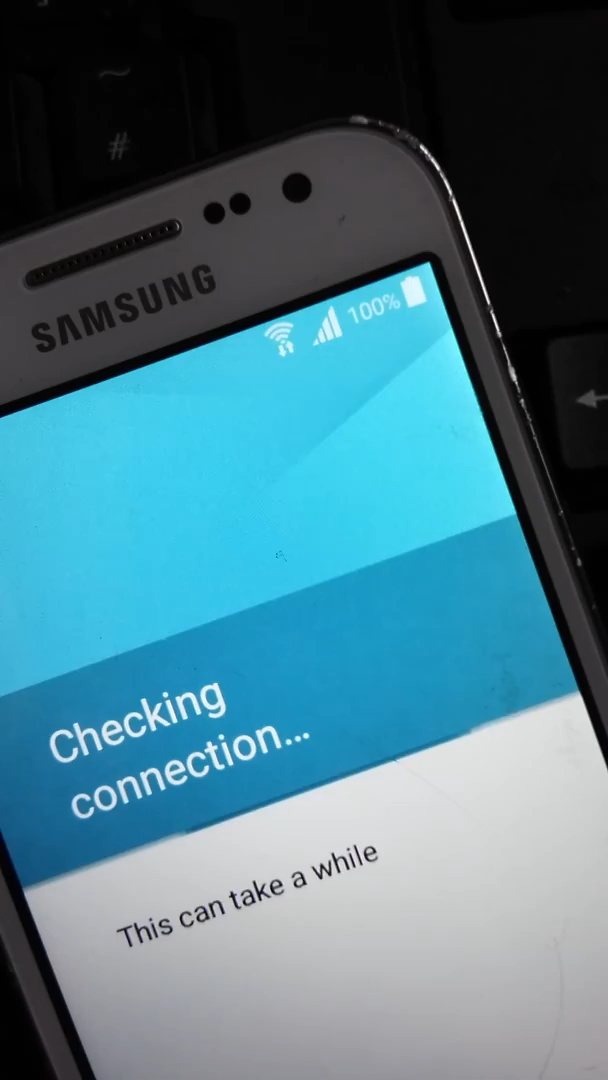 ~
#
SAMSUNG
100%
Checking
connection...
This can take a while